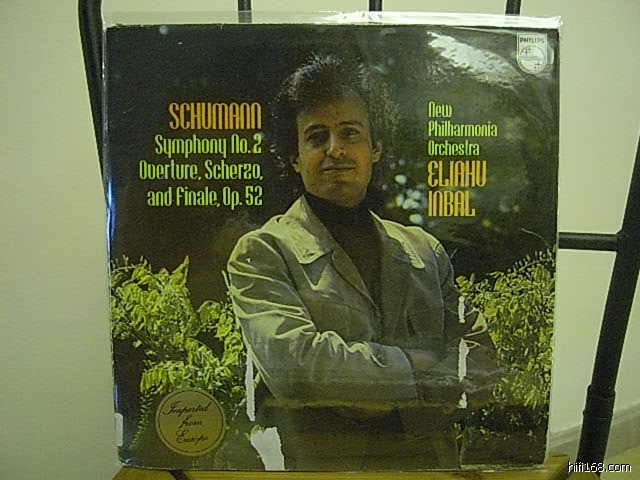 PHILIPS
SCHUMANN
Symphony No. 2
Overture, Scherzo,
and Finale, Op. 52
New
Philharmonia
Orchestra
ELIAHU
INBAL
Imported
from
Europe
hifi168.com